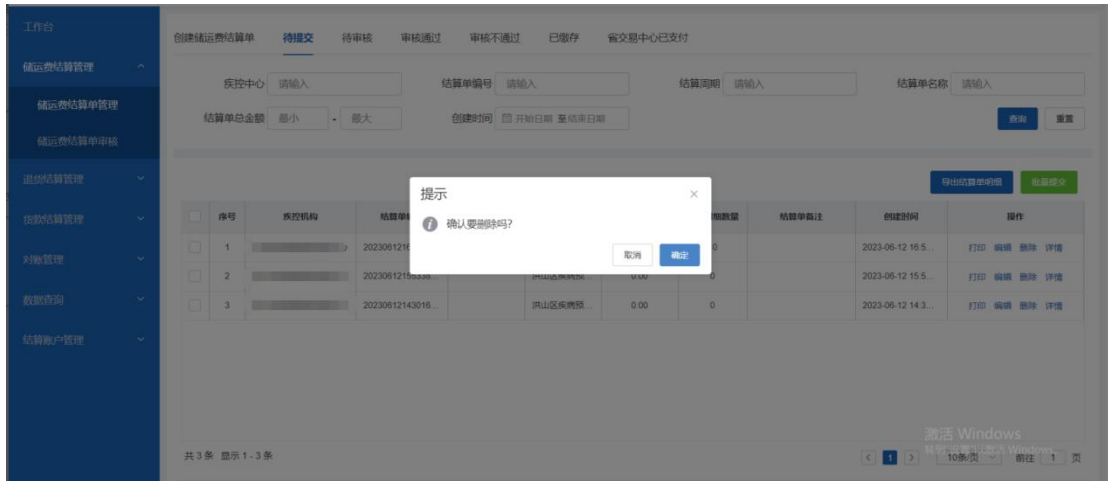 工作台
储运费结算管理
储运费结算单管理
储运费结算单审核
退货结算管理
货款结算管理
对账管理
数据查询
结算账户管理
创建储运费结算单 待提交 待审核 审核通过 审核不通过 已缴存 省交易中心已支付
疾控中心 请输入 结算单编号 请输入 结算周期 请输入 结算单名称 请输入
结算单总金额 最小 - 最大 创建时间 开始日期 至 结束日期 查询 重置
导出结算单明细 批量提交
提示
确认要删除吗?
取消 确定
序号 疾控机构 结算单 细数量 结算单备注 创建时间 操作
1 202306121 0 2023-06-12 16:5... 打印 编辑 删除 详情
2 20230612155338... 洪山区疾病预... 0.00 0 2023-06-12 15:5... 打印 编辑 删除 详情
3 20230612143016... 洪山区疾病预... 0.00 0 2023-06-12 14:3... 打印 编辑 删除 详情
激活 Windows
共 3 条 显示 1 - 3 条 1 10条/页 前往 1 页